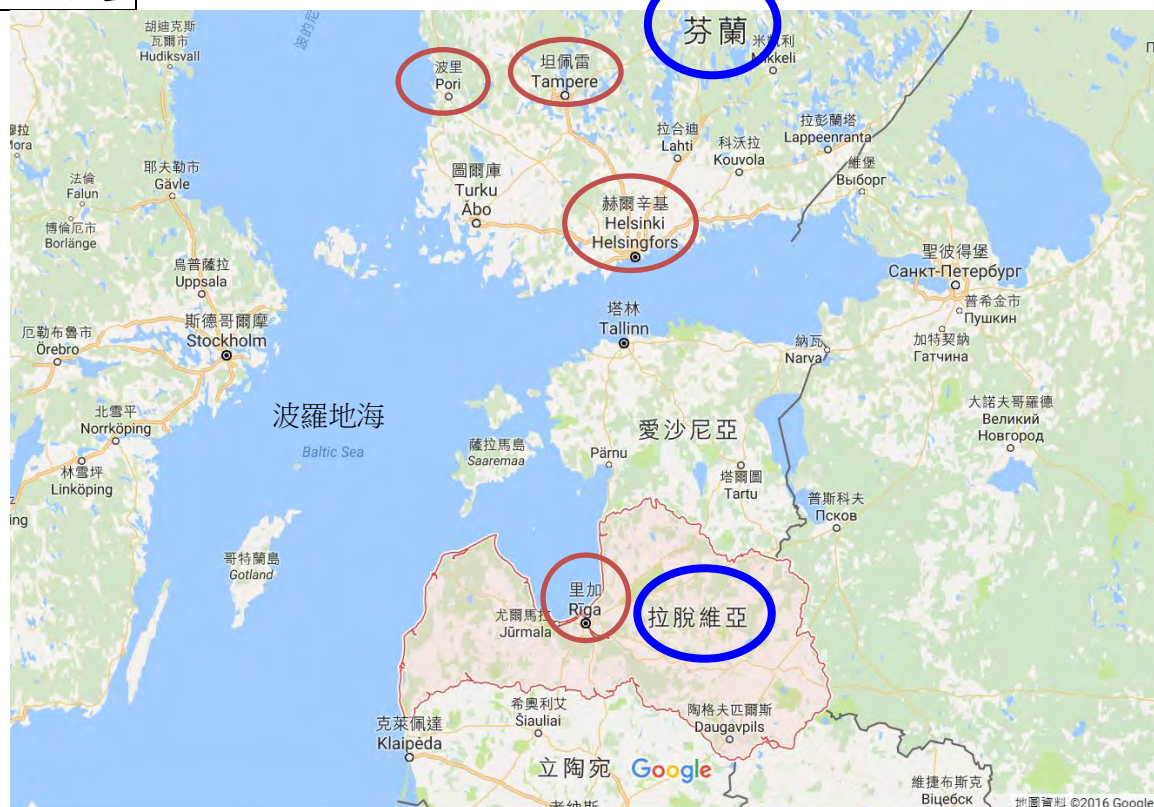 胡迪克斯
瓦爾市
Hudiksvall
芬蘭
米凱利
Mikkeli
波里
Pori
坦佩雷
Tampere
拉彭蘭塔
Lappeenranta
拉合迪
Lahti
科沃拉
Kouvola
維堡
Выборг
圖爾庫
Turku
Åbo
赫爾辛基
Helsinki
Helsingfors
耶夫勒市
Gävle
法倫
Falun
博倫厄市
Borlänge
烏普薩拉
Uppsala
斯德哥爾摩
Stockholm
厄勒布魯市
Örebro
聖彼得堡
Санкт-Петербург
普希金市
Пушкин
加特契納
Гатчина
塔林
Tallinn
納瓦
Narva
北雪平
Norrköping
林雪坪
Linköping
波羅地海
Baltic Sea
薩拉馬島
Saaremaa
愛沙尼亞
Pärnu
塔爾圖
Tartu
大諾夫哥羅德
Великий
Новгород
普斯科夫
Псков
哥特蘭島
Gotland
里加
Rīga
尤爾馬拉
Jūrmala
拉脫維亞
陶格夫匹爾斯
Daugavpils
希奧利艾
Šiauliai
克萊佩達
Klaipėda
立陶宛
Google
維捷布斯克
Віцебск
地圖資料 ©2016 Google